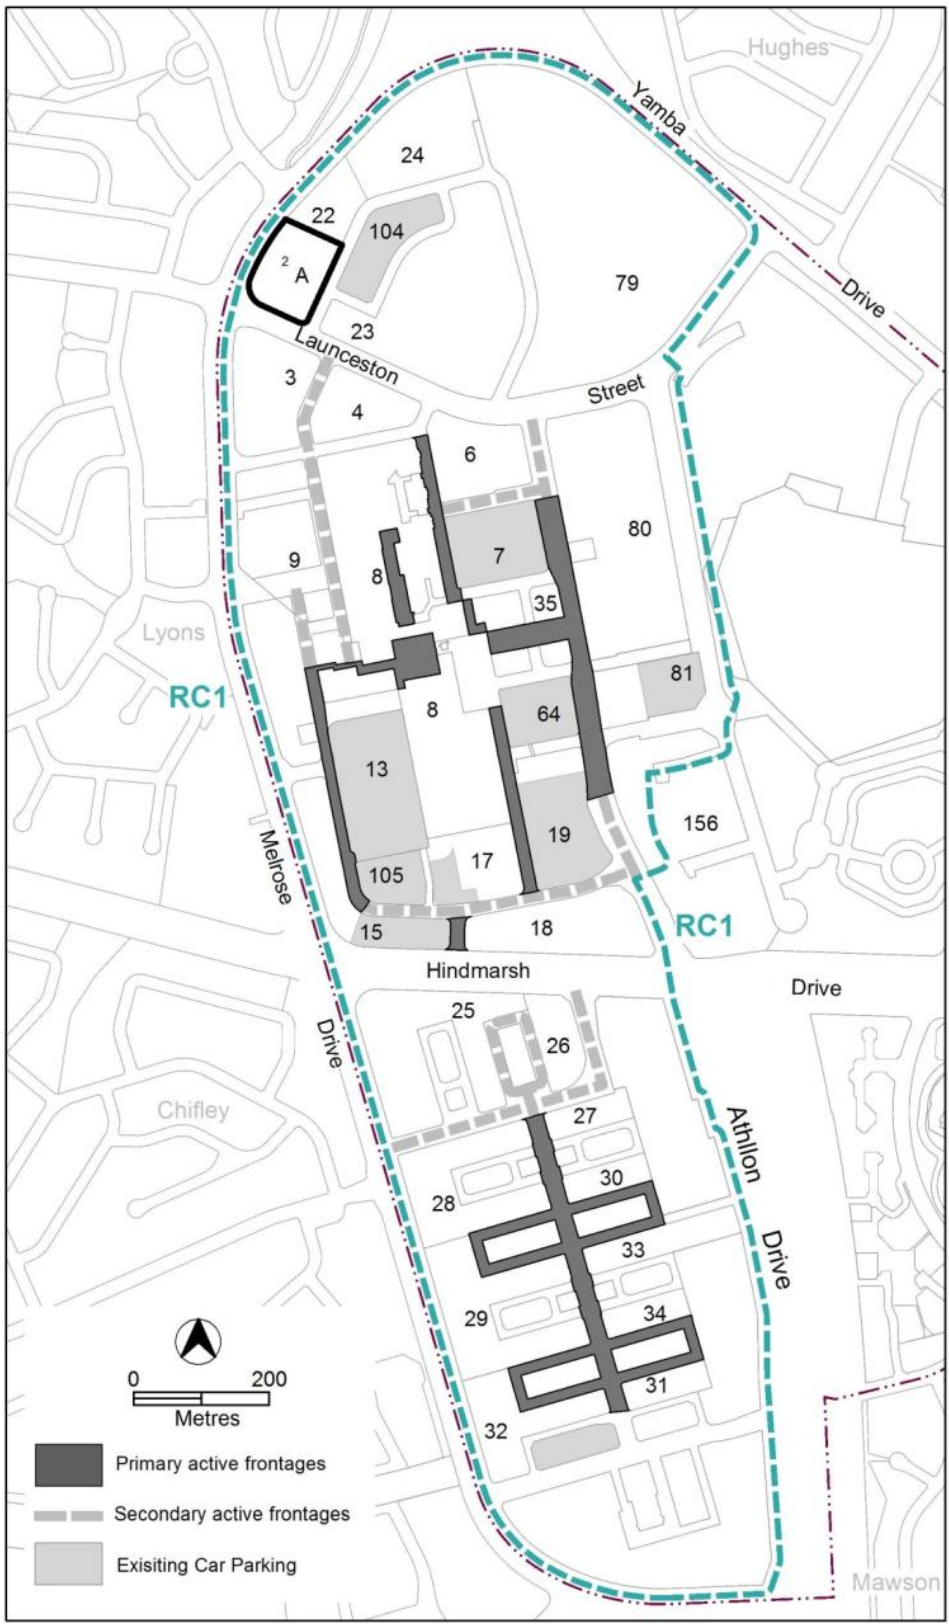 Hughes
Yamba
24
22
104
2
A
79
Drive
23
Launceston
3
Street
4
6
80
7
9
8
35
Lyons
81
RC1
8
64
13
156
19
17
Melrose
105
RC1
15
18
Hindmarsh
Drive
25
Drive
26
Chifley
27
Athllon
30
28
33
Drive
29
34
0 200
Metres
31
32
Primary active frontages
Secondary active frontages
Exisiting Car Parking
Mawson